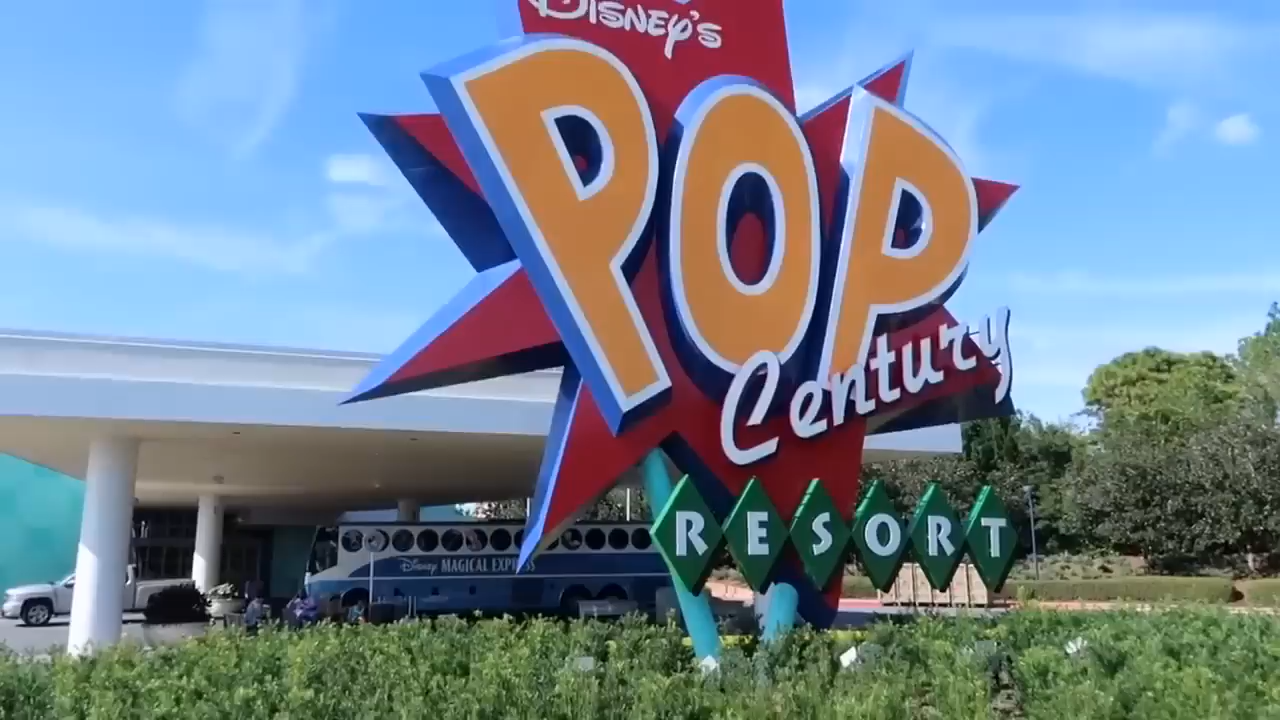 DISNEY'S
POP
Century
RESORT
Disney MAGICAL EXPRESS